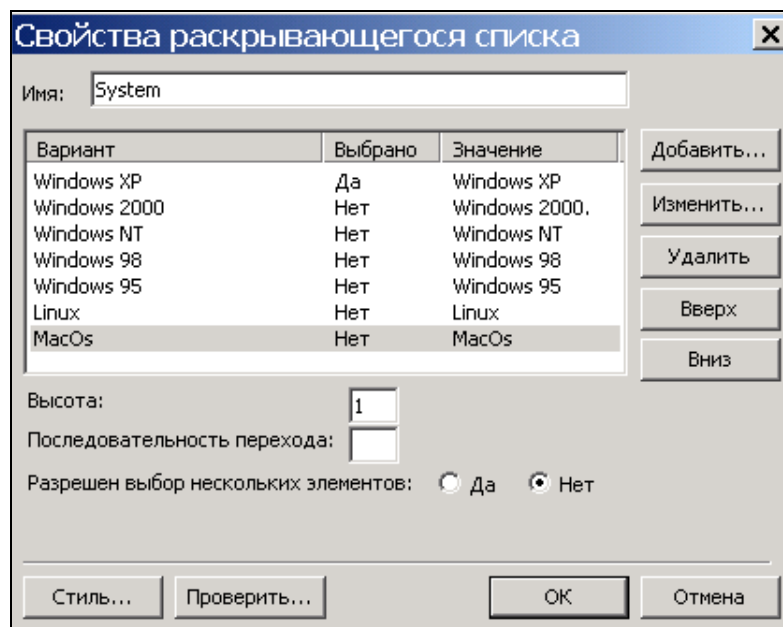 Свойства раскрывающегося списка
Имя: System
Вариант Выбрано Значение Добавить...
Windows XP Да Windows XP
Windows 2000 Нет Windows 2000. Изменить...
Windows NT Нет Windows NT
Windows 98 Нет Windows 98 Удалить
Windows 95 Нет Windows 95
Linux Нет Linux Вверх
MacOs Нет MacOs
Вниз
Высота: 1
Последовательность перехода:
Разрешен выбор нескольких элементов: Да Нет
Стиль... Проверить... ОК Отмена